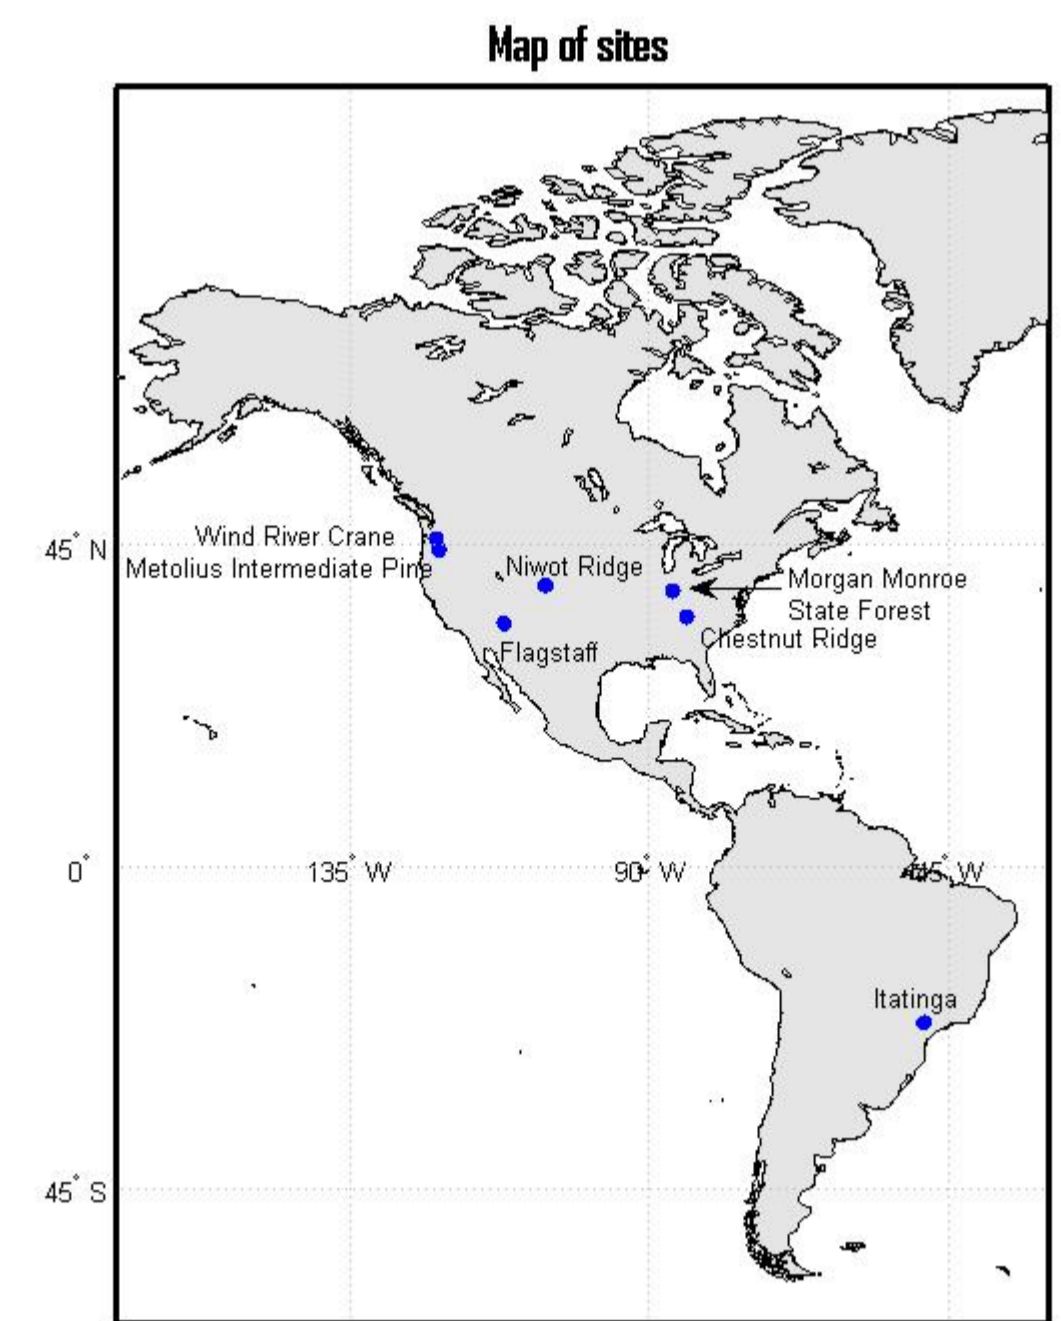 Map of sites
Wind River Crane
45° N
Metolius Intermediate Pine
Niwot Ridge
Morgan Monroe
State Forest
Chestnut Ridge
Flagstaff
0°
135° W
90° W
45° W
Itatinga
45° S